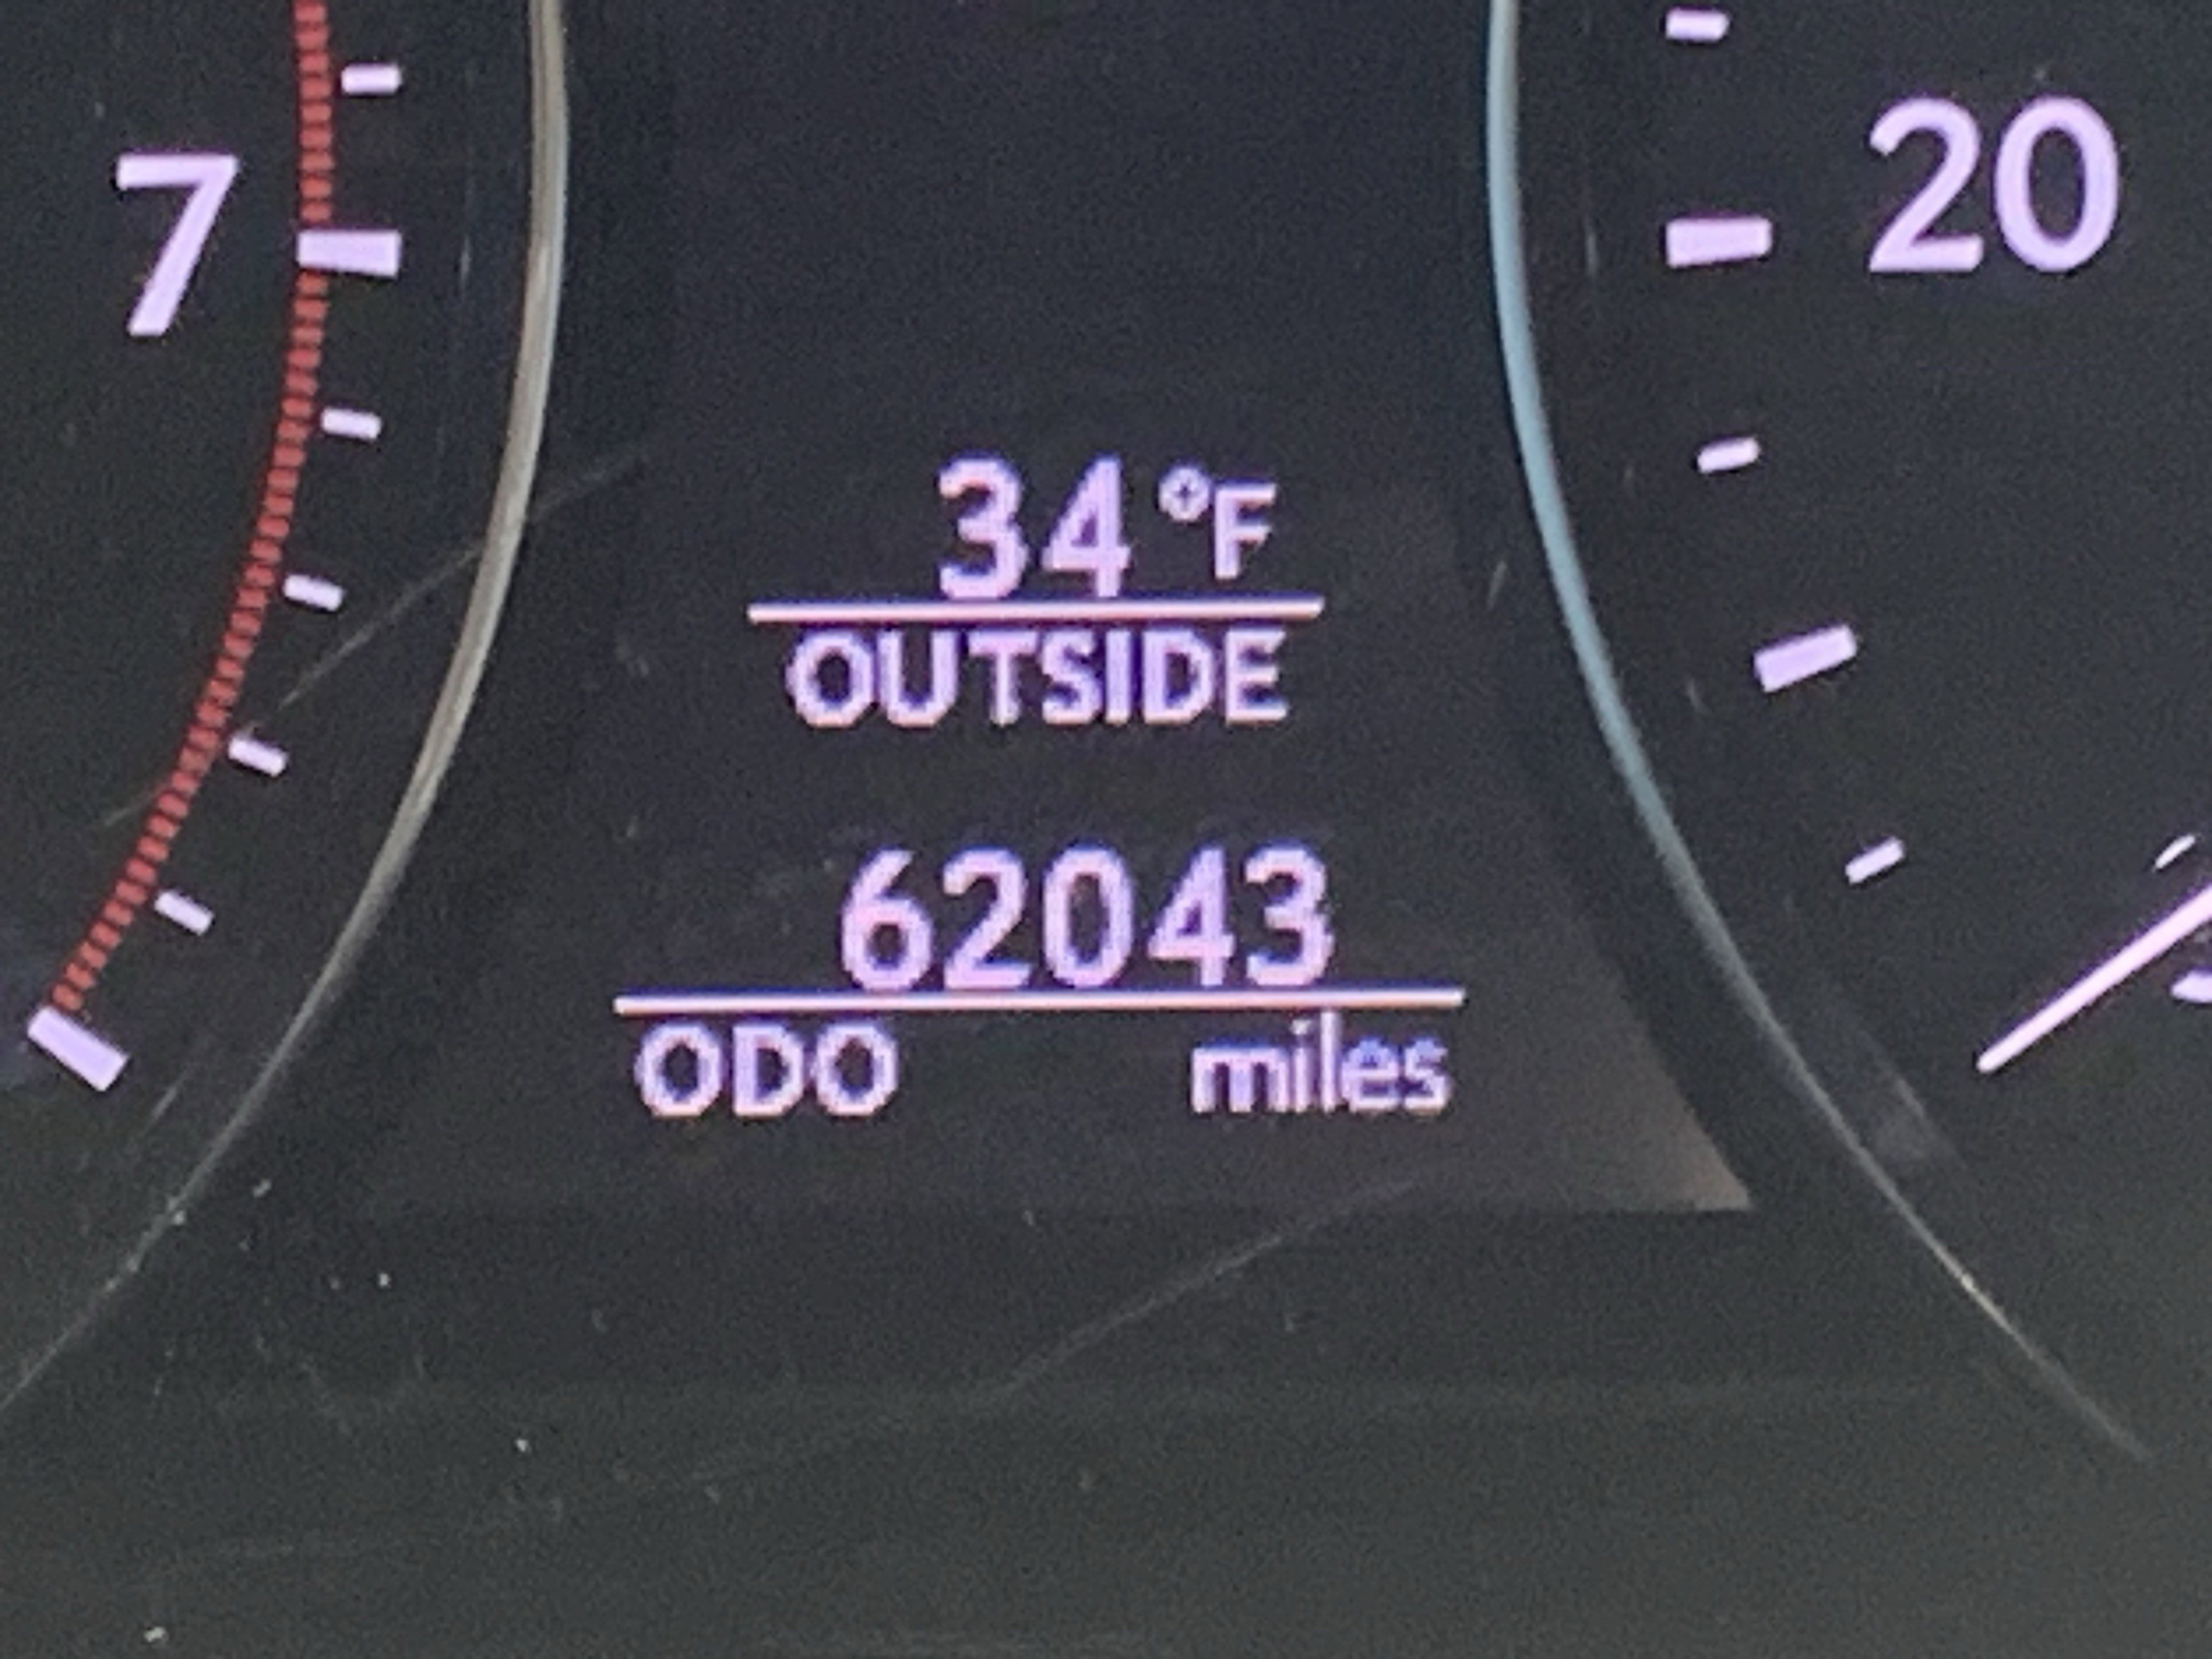 7
20
34 °F
OUTSIDE
62043
ODO miles